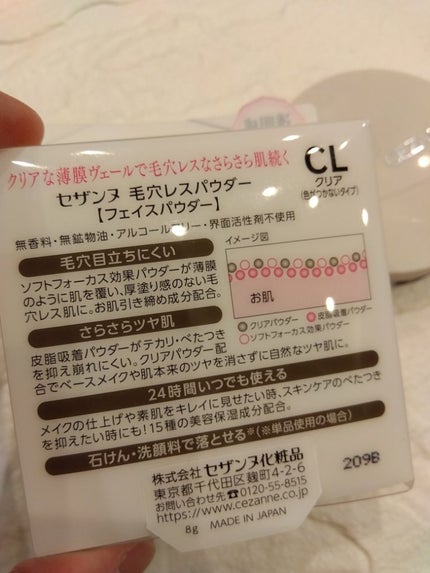 クリアな薄膜ヴェールで毛穴レスなさらさら肌続く
CL
クリア
(色がつかないタイプ)
セザンヌ 毛穴レスパウダー
【フェイスパウダー】
無香料・無鉱物油・アルコールフリー・界面活性剤不使用
毛穴目立ちにくい
ソフトフォーカス効果パウダーが薄膜
のように肌を覆い、厚塗り感のない毛
穴レス肌に。お肌引き締め成分配合。
イメージ図
お肌
クリアパウダー
皮脂吸着パウダー
ソフトフォーカス効果パウダー
さらさらツヤ肌
皮脂吸着パウダーがテカリ・べたつき
を抑え崩れにくい。クリアパウダー配
合でベースメイクや肌本来のツヤを消さずに自然なツヤ肌に。
24時間いつでも使える
メイクの仕上げや素肌をキレイに見せたい時、スキンケアのべたつき
を抑えたい時にも！15種の美容保湿成分配合。
石けん・洗顔料で落とせる※(※単品使用の場合)
株式会社セザンヌ化粧品
東京都千代田区麹町4-2-6
お問い合わせ先☎0120-55-8515
https://www.cezanne.co.jp
8g MADE IN JAPAN
209B